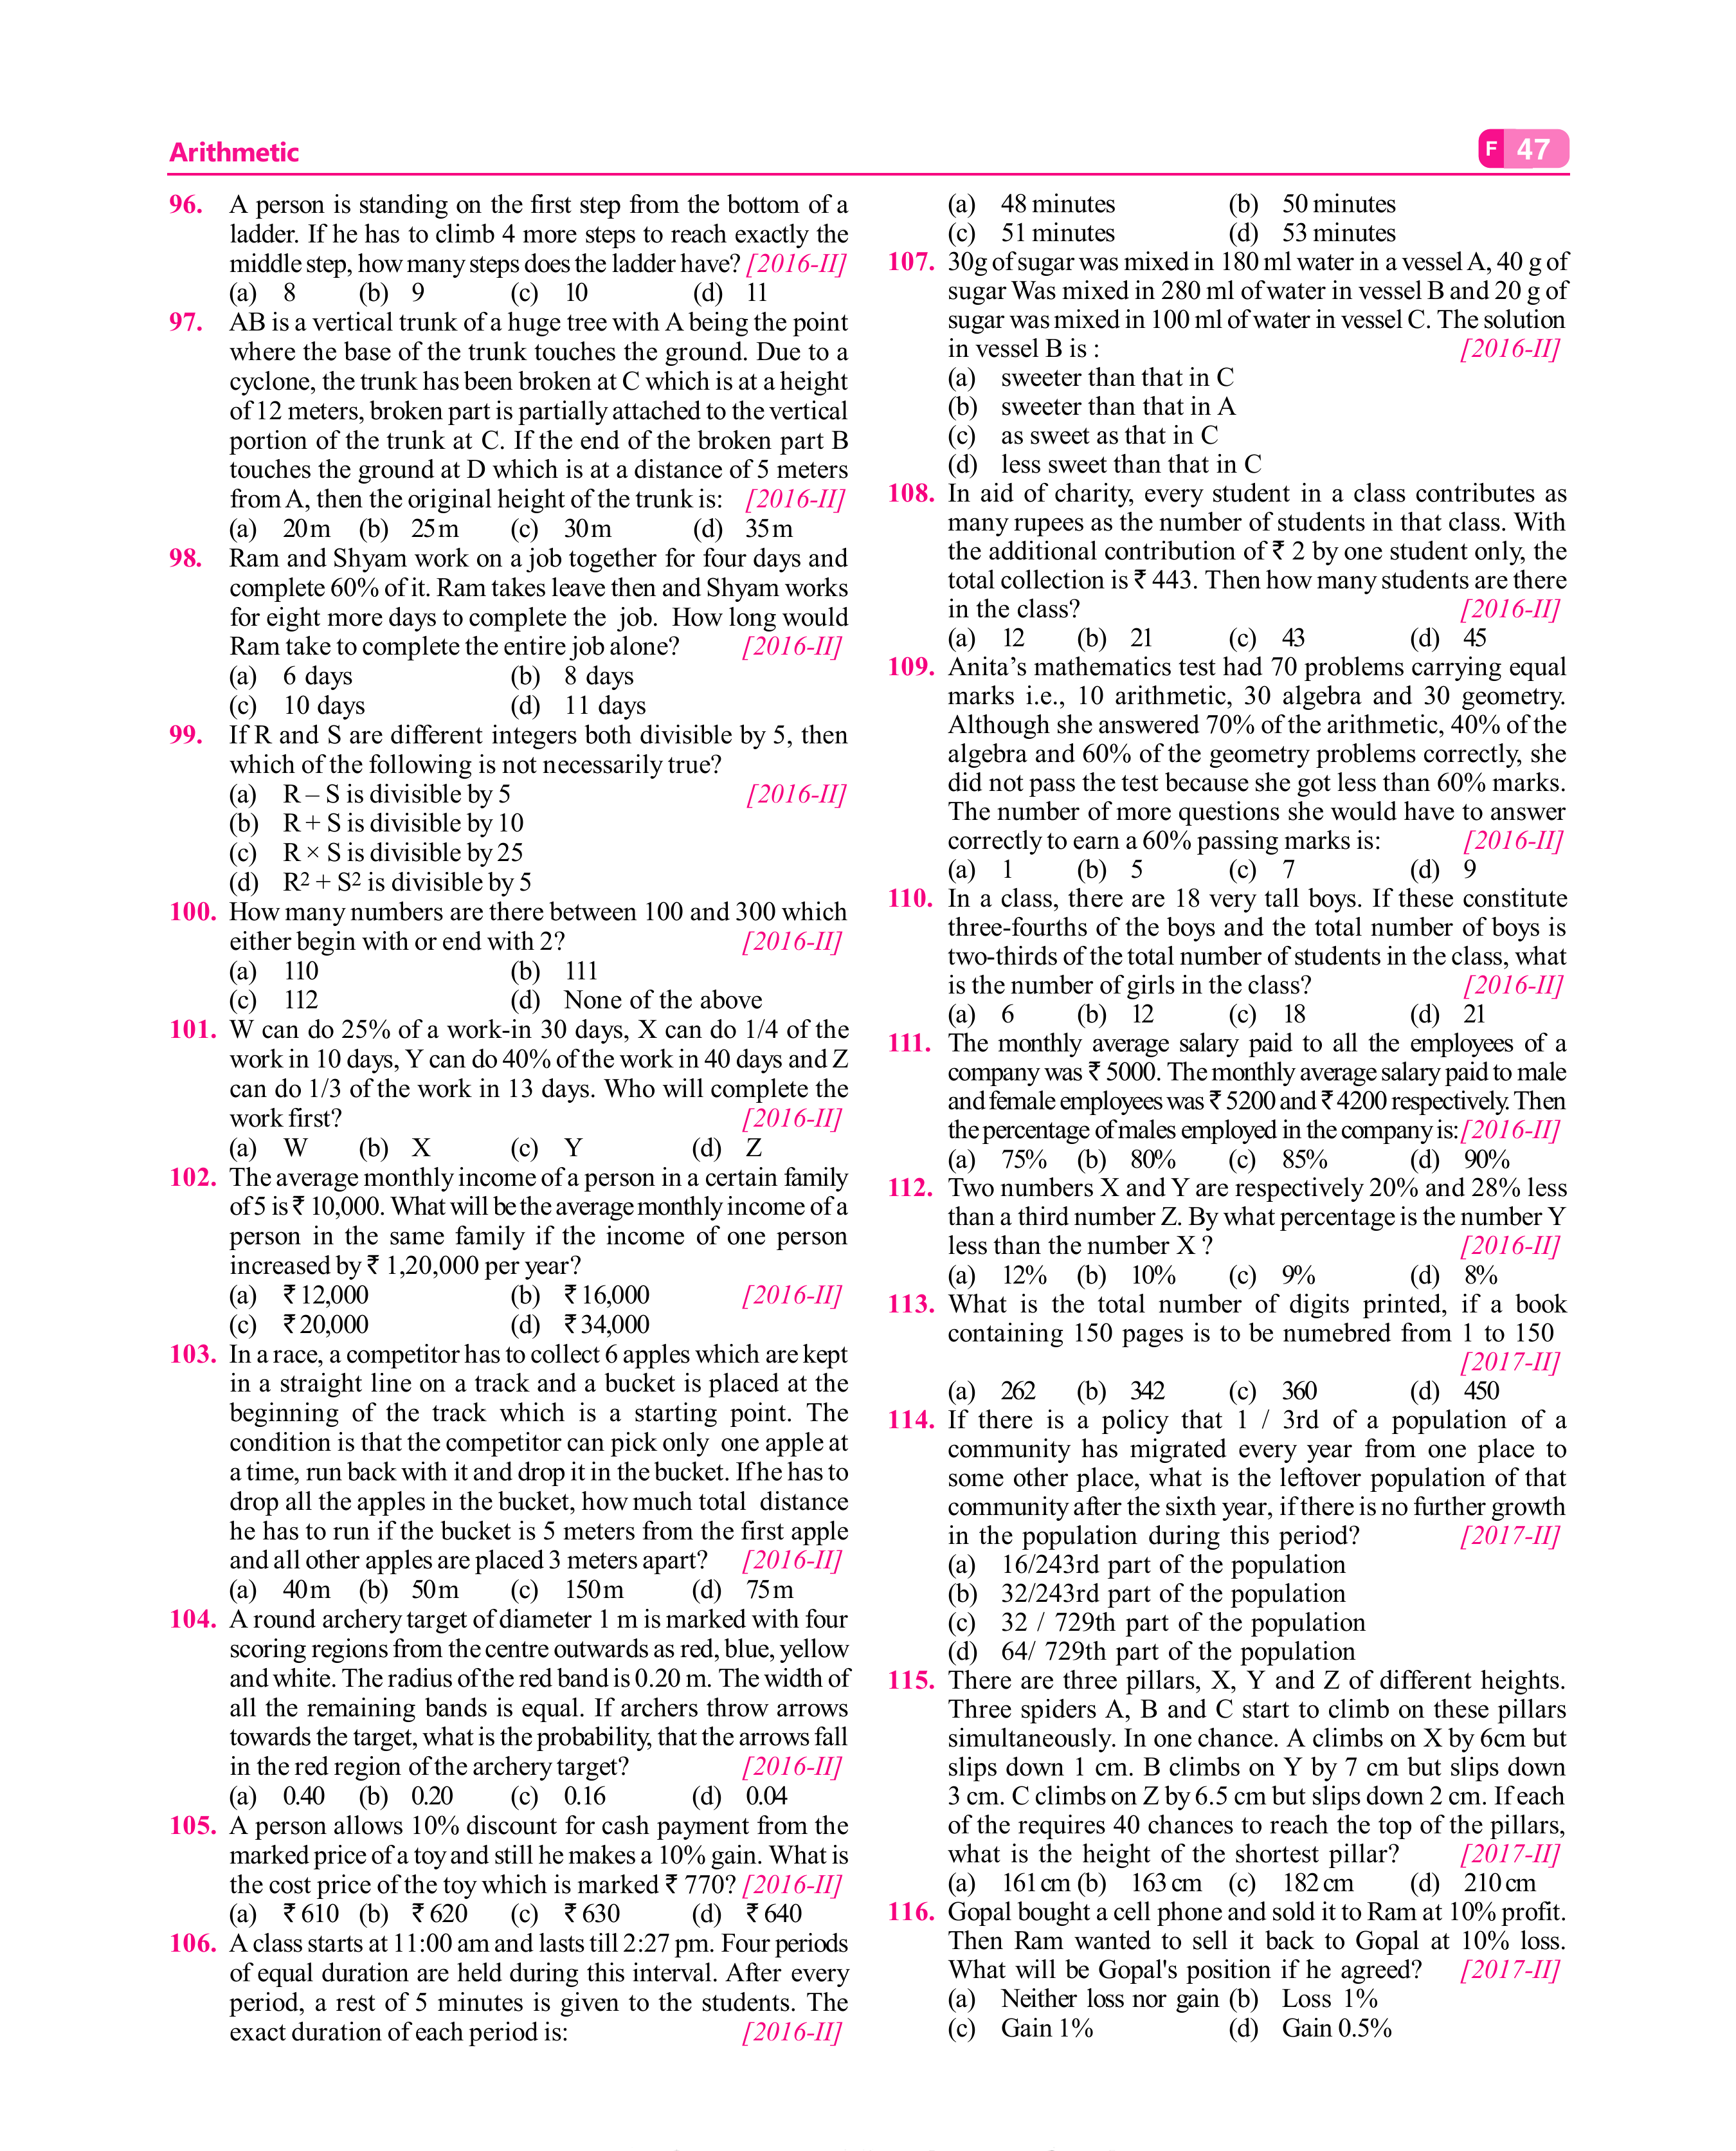 Arithmetic
F 47
96. A person is standing on the first step from the bottom of a
ladder. If he has to climb 4 more steps to reach exactly the
middle step, how many steps does the ladder have? [2016-II]
(a) 8 (b) 9 (c) 10 (d) 11
97. AB is a vertical trunk of a huge tree with A being the point
where the base of the trunk touches the ground. Due to a
cyclone, the trunk has been broken at C which is at a height
of 12 meters, broken part is partially attached to the vertical
portion of the trunk at C. If the end of the broken part B
touches the ground at D which is at a distance of 5 meters
from A, then the original height of the trunk is: [2016-II]
(a) 20 m (b) 25 m (c) 30 m (d) 35 m
98. Ram and Shyam work on a job together for four days and
complete 60% of it. Ram takes leave then and Shyam works
for eight more days to complete the job. How long would
Ram take to complete the entire job alone? [2016-II]
(a) 6 days (b) 8 days
(c) 10 days (d) 11 days
99. If R and S are different integers both divisible by 5, then
which of the following is not necessarily true?
(a) R – S is divisible by 5 [2016-II]
(b) R + S is divisible by 10
(c) R × S is divisible by 25
(d) R² + S² is divisible by 5
100. How many numbers are there between 100 and 300 which
either begin with or end with 2? [2016-II]
(a) 110 (b) 111
(c) 112 (d) None of the above
101. W can do 25% of a work-in 30 days, X can do 1/4 of the
work in 10 days, Y can do 40% of the work in 40 days and Z
can do 1/3 of the work in 13 days. Who will complete the
work first? [2016-II]
(a) W (b) X (c) Y (d) Z
102. The average monthly income of a person in a certain family
of 5 is ₹ 10,000. What will be the average monthly income of a
person in the same family if the income of one person
increased by ₹ 1,20,000 per year?
(a) ₹ 12,000 (b) ₹ 16,000 [2016-II]
(c) ₹ 20,000 (d) ₹ 34,000
103. In a race, a competitor has to collect 6 apples which are kept
in a straight line on a track and a bucket is placed at the
beginning of the track which is a starting point. The
condition is that the competitor can pick only one apple at
a time, run back with it and drop it in the bucket. If he has to
drop all the apples in the bucket, how much total distance
he has to run if the bucket is 5 meters from the first apple
and all other apples are placed 3 meters apart? [2016-II]
(a) 40 m (b) 50 m (c) 150 m (d) 75 m
104. A round archery target of diameter 1 m is marked with four
scoring regions from the centre outwards as red, blue, yellow
and white. The radius of the red band is 0.20 m. The width of
all the remaining bands is equal. If archers throw arrows
towards the target, what is the probability, that the arrows fall
in the red region of the archery target? [2016-II]
(a) 0.40 (b) 0.20 (c) 0.16 (d) 0.04
105. A person allows 10% discount for cash payment from the
marked price of a toy and still he makes a 10% gain. What is
the cost price of the toy which is marked ₹ 770? [2016-II]
(a) ₹ 610 (b) ₹ 620 (c) ₹ 630 (d) ₹ 640
106. A class starts at 11:00 am and lasts till 2:27 pm. Four periods
of equal duration are held during this interval. After every
period, a rest of 5 minutes is given to the students. The
exact duration of each period is: [2016-II]
(a) 48 minutes (b) 50 minutes
(c) 51 minutes (d) 53 minutes
107. 30g of sugar was mixed in 180 ml water in a vessel A, 40 g of
sugar Was mixed in 280 ml of water in vessel B and 20 g of
sugar was mixed in 100 ml of water in vessel C. The solution
in vessel B is : [2016-II]
(a) sweeter than that in C
(b) sweeter than that in A
(c) as sweet as that in C
(d) less sweet than that in C
108. In aid of charity, every student in a class contributes as
many rupees as the number of students in that class. With
the additional contribution of ₹ 2 by one student only, the
total collection is ₹ 443. Then how many students are there
in the class? [2016-II]
(a) 12 (b) 21 (c) 43 (d) 45
109. Anita's mathematics test had 70 problems carrying equal
marks i.e., 10 arithmetic, 30 algebra and 30 geometry.
Although she answered 70% of the arithmetic, 40% of the
algebra and 60% of the geometry problems correctly, she
did not pass the test because she got less than 60% marks.
The number of more questions she would have to answer
correctly to earn a 60% passing marks is: [2016-II]
(a) 1 (b) 5 (c) 7 (d) 9
110. In a class, there are 18 very tall boys. If these constitute
three-fourths of the boys and the total number of boys is
two-thirds of the total number of students in the class, what
is the number of girls in the class? [2016-II]
(a) 6 (b) 12 (c) 18 (d) 21
111. The monthly average salary paid to all the employees of a
company was ₹ 5000. The monthly average salary paid to male
and female employees was ₹ 5200 and ₹ 4200 respectively. Then
the percentage of males employed in the company is: [2016-II]
(a) 75% (b) 80% (c) 85% (d) 90%
112. Two numbers X and Y are respectively 20% and 28% less
than a third number Z. By what percentage is the number Y
less than the number X ? [2016-II]
(a) 12% (b) 10% (c) 9% (d) 8%
113. What is the total number of digits printed, if a book
containing 150 pages is to be numebred from 1 to 150
[2017-II]
(a) 262 (b) 342 (c) 360 (d) 450
114. If there is a policy that 1 / 3rd of a population of a
community has migrated every year from one place to
some other place, what is the leftover population of that
community after the sixth year, if there is no further growth
in the population during this period? [2017-II]
(a) 16/243rd part of the population
(b) 32/243rd part of the population
(c) 32 / 729th part of the population
(d) 64/ 729th part of the population
115. There are three pillars, X, Y and Z of different heights.
Three spiders A, B and C start to climb on these pillars
simultaneously. In one chance. A climbs on X by 6cm but
slips down 1 cm. B climbs on Y by 7 cm but slips down
3 cm. C climbs on Z by 6.5 cm but slips down 2 cm. If each
of the requires 40 chances to reach the top of the pillars,
what is the height of the shortest pillar? [2017-II]
(a) 161 cm (b) 163 cm (c) 182 cm (d) 210 cm
116. Gopal bought a cell phone and sold it to Ram at 10% profit.
Then Ram wanted to sell it back to Gopal at 10% loss.
What will be Gopal's position if he agreed? [2017-II]
(a) Neither loss nor gain (b) Loss 1%
(c) Gain 1% (d) Gain 0.5%